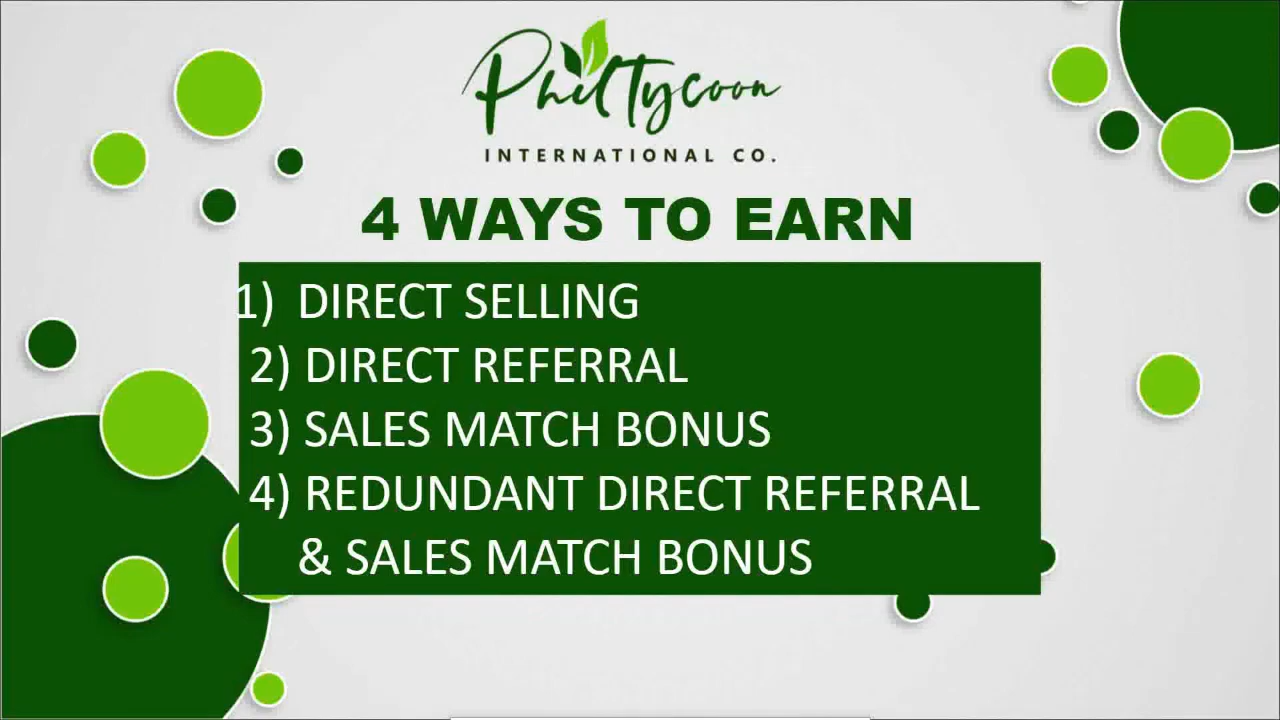 PhilTycoon
INTERNATIONAL CO.
4 WAYS TO EARN
1) DIRECT SELLING
2) DIRECT REFERRAL
3) SALES MATCH BONUS
4) REDUNDANT DIRECT REFERRAL
& SALES MATCH BONUS